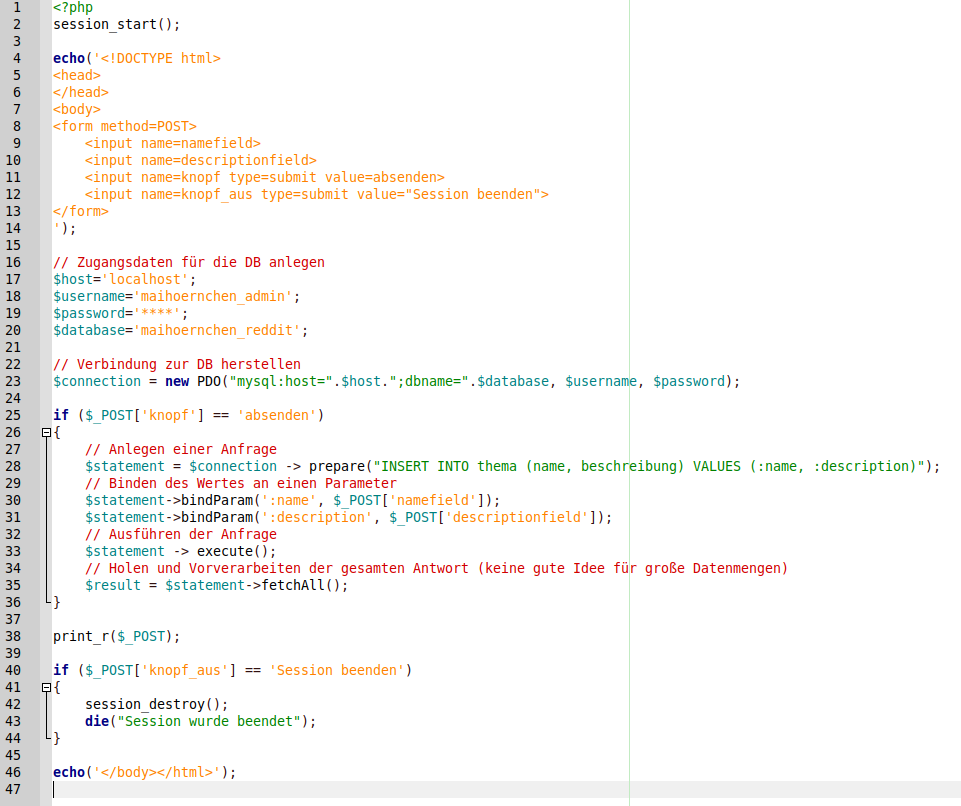 1 <?php
2 session_start();
3
4 echo('<!DOCTYPE html>
5 <head>
6 </head>
7 <body>
8 <form method=POST>
9     <input name=namefield>
10     <input name=descriptionfield>
11     <input name=knopf type=submit value=absenden>
12     <input name=knopf_aus type=submit value="Session beenden">
13 </form>
14 ');
15
16 // Zugangsdaten für die DB anlegen
17 $host='localhost';
18 $username='maihoernchen_admin';
19 $password='****';
20 $database='maihoernchen_reddit';
21
22 // Verbindung zur DB herstellen
23 $connection = new PDO("mysql:host=".$host.";dbname=".$database, $username, $password);
24
25 if ($_POST['knopf'] == 'absenden')
26 {
27     // Anlegen einer Anfrage
28     $statement = $connection -> prepare("INSERT INTO thema (name, beschreibung) VALUES (:name, :description)");
29     // Binden des Wertes an einen Parameter
30     $statement->bindParam(':name', $_POST['namefield']);
31     $statement->bindParam(':description', $_POST['descriptionfield']);
32     // Ausführen der Anfrage
33     $statement -> execute();
34     // Holen und Vorverarbeiten der gesamten Antwort (keine gute Idee für große Datenmengen)
35     $result = $statement->fetchAll();
36 }
37
38 print_r($_POST);
39
40 if ($_POST['knopf_aus'] == 'Session beenden')
41 {
42     session_destroy();
43     die("Session wurde beendet");
44 }
45
46 echo('</body></html>');
47